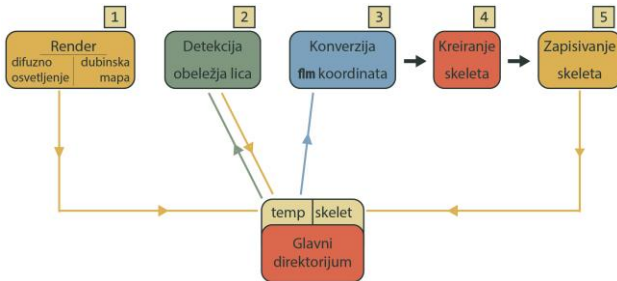 1
Render
difuzno osvetljenje
dubinska mapa
2
Detekcija
obeležja lica
3
Konverzija
flm koordinata
4
Kreiranje
skeleta
5
Zapisivanje
skeleta
temp skelet
Glavni
direktorijum